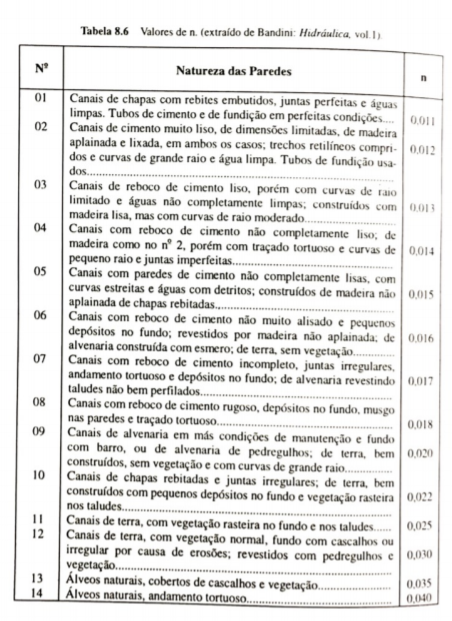 Tabela 8.6 Valores de n. (extraído de Bandini: Hidráulica, vol.1)
Nº Natureza das Paredes n
01 Canais de chapas com rebites embutidos, juntas perfeitas e águas
limpas. Tubos de cimento e de fundição em perfeitas condições.... 0,011
02 Canais de cimento muito liso, de dimensões limitadas, de madeira
aplainada e lixada, em ambos os casos; trechos retilíneos compri- 0,012
dos e curvas de grande raio e água limpa. Tubos de fundição usa-
dos..........
03 Canais de reboco de cimento liso, porém com curvas de raio
limitado e águas não completamente limpas; construídos com 0,013
madeira lisa, mas com curvas de raio moderado..........
04 Canais com reboco de cimento não completamente liso; de
madeira como no nº 2, porém com traçado tortuoso e curvas de 0,014
pequeno raio e juntas imperfeitas..........
05 Canais com paredes de cimento não completamente lisas, com
curvas estreitas e águas com detritos; construídos de madeira não 0,015
aplainada de chapas rebitadas..........
06 Canais com reboco de cimento não muito alisado e pequenos
depósitos no fundo; revestidos por madeira não aplainada; de 0,016
alvenaria construída com esmero; de terra, sem vegetação..........
07 Canais com reboco de cimento incompleto, juntas irregulares,
andamento tortuoso e depósitos no fundo; de alvenaria revestindo 0,017
taludes não bem perfilados..........
08 Canais com reboco de cimento rugoso, depósitos no fundo, musgo
nas paredes e traçado tortuoso.......... 0,018
09 Canais de alvenaria em más condições de manutenção e fundo
com barro, ou de alvenaria de pedregulhos; de terra, bem 0,020
construídos, sem vegetação e com curvas de grande raio..........
10 Canais de chapas rebitadas e juntas irregulares; de terra, bem
construídos com pequenos depósitos no fundo e vegetação rasteira 0,022
nos taludes..........
11 Canais de terra, com vegetação rasteira no fundo e nos taludes...... 0,025
12 Canais de terra, com vegetação normal, fundo com cascalhos ou
irregular por causa de erosões; revestidos com pedregulhos e 0,030
vegetação..........
13 Álveos naturais, cobertos de cascalhos e vegetação.......... 0,035
14 Álveos naturais, andamento tortuoso.......... 0,040